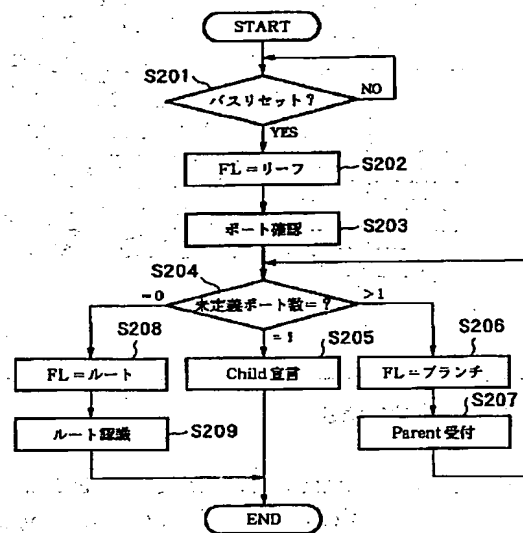 START
S201
バスリセット?
NO
YES
FL=リーフ
S202
ポート確認
S203
S204
未定義ポート数=?
=0
=1
>1
S208
S205
S206
FL=ルート
Child宣言
FL=ブランチ
S207
ルート認識
S209
Parent受付
END